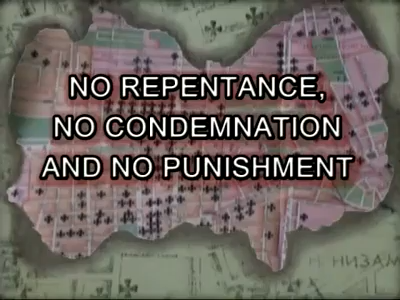 NO REPENTANCE,
NO CONDEMNATION
AND NO PUNISHMENT
НИЗАМ